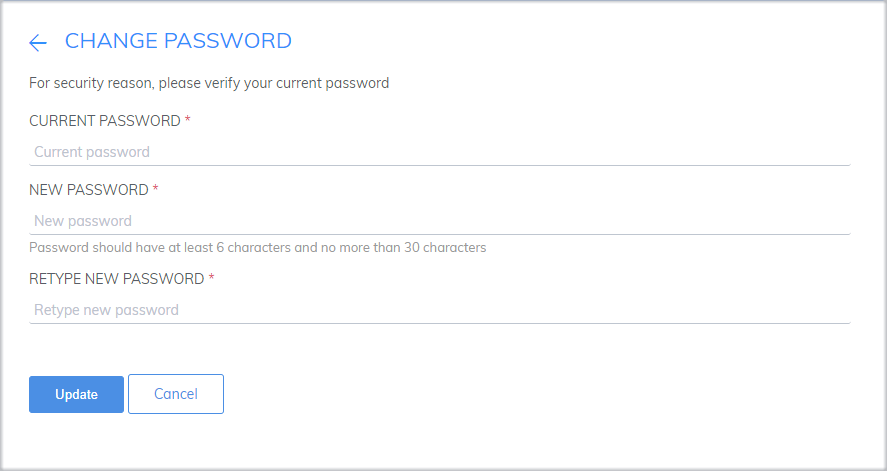 CHANGE PASSWORD
For security reason, please verify your current password
CURRENT PASSWORD *
Current password
NEW PASSWORD *
New password
Password should have at least 6 characters and no more than 30 characters
RETYPE NEW PASSWORD *
Retype new password
Update Cancel